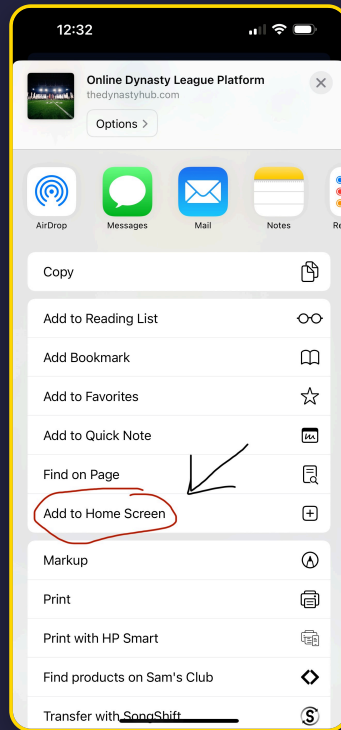 12:32
Online Dynasty League Platform
thedynastyhub.com
Options >
AirDrop
Messages
Mail
Notes
Re
Copy
Add to Reading List
Add Bookmark
Add to Favorites
Add to Quick Note
Find on Page
Add to Home Screen
Markup
Print
Print with HP Smart
Find products on Sam's Club
Transfer with SongShift